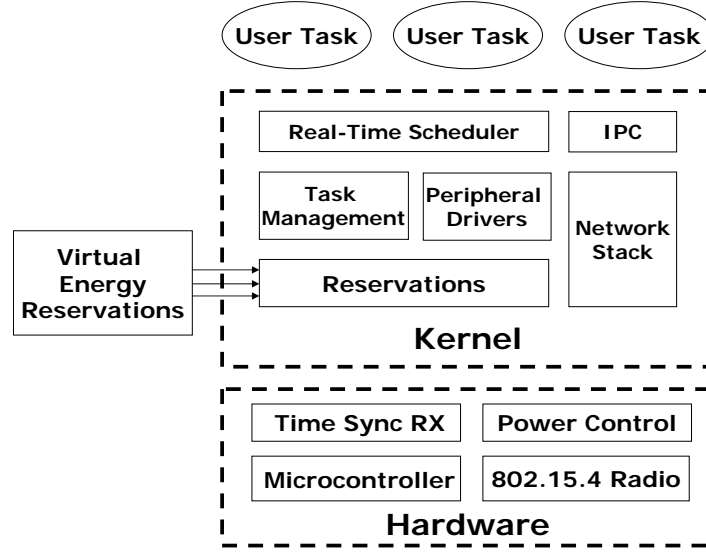 User Task User Task User Task
Real-Time Scheduler IPC
Task
Management
Peripheral
Drivers
Network
Stack
Virtual
Energy
Reservations
Reservations
Kernel
Time Sync RX Power Control
Microcontroller 802.15.4 Radio
Hardware